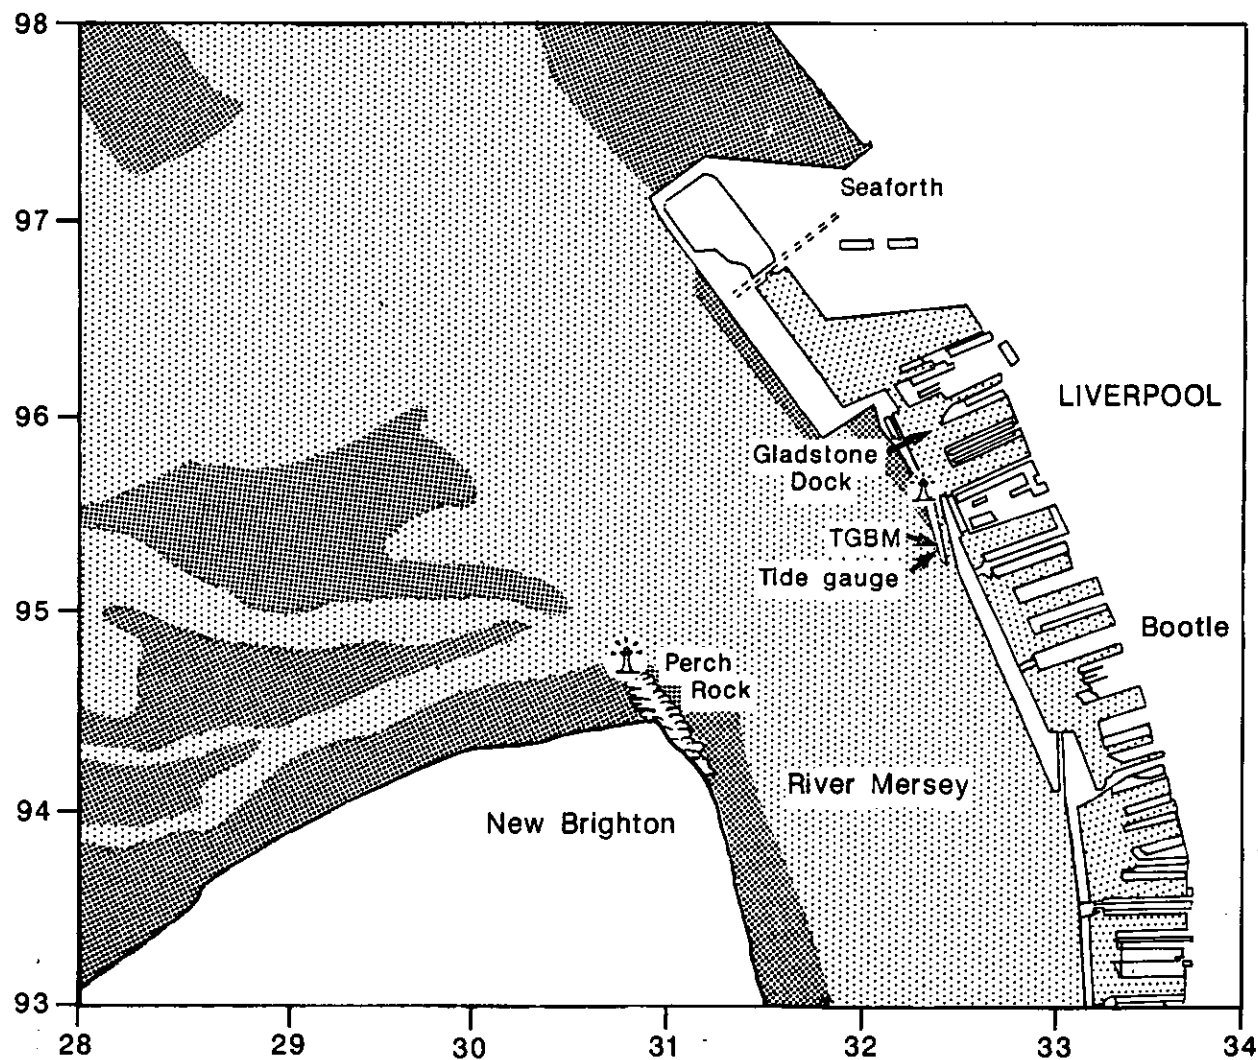 98
97
Seaforth
96
LIVERPOOL
Gladstone
Dock
TGBM
Tide gauge
95
Bootle
Perch
Rock
River Mersey
94
New Brighton
93
28 29 30 31 32 33 34